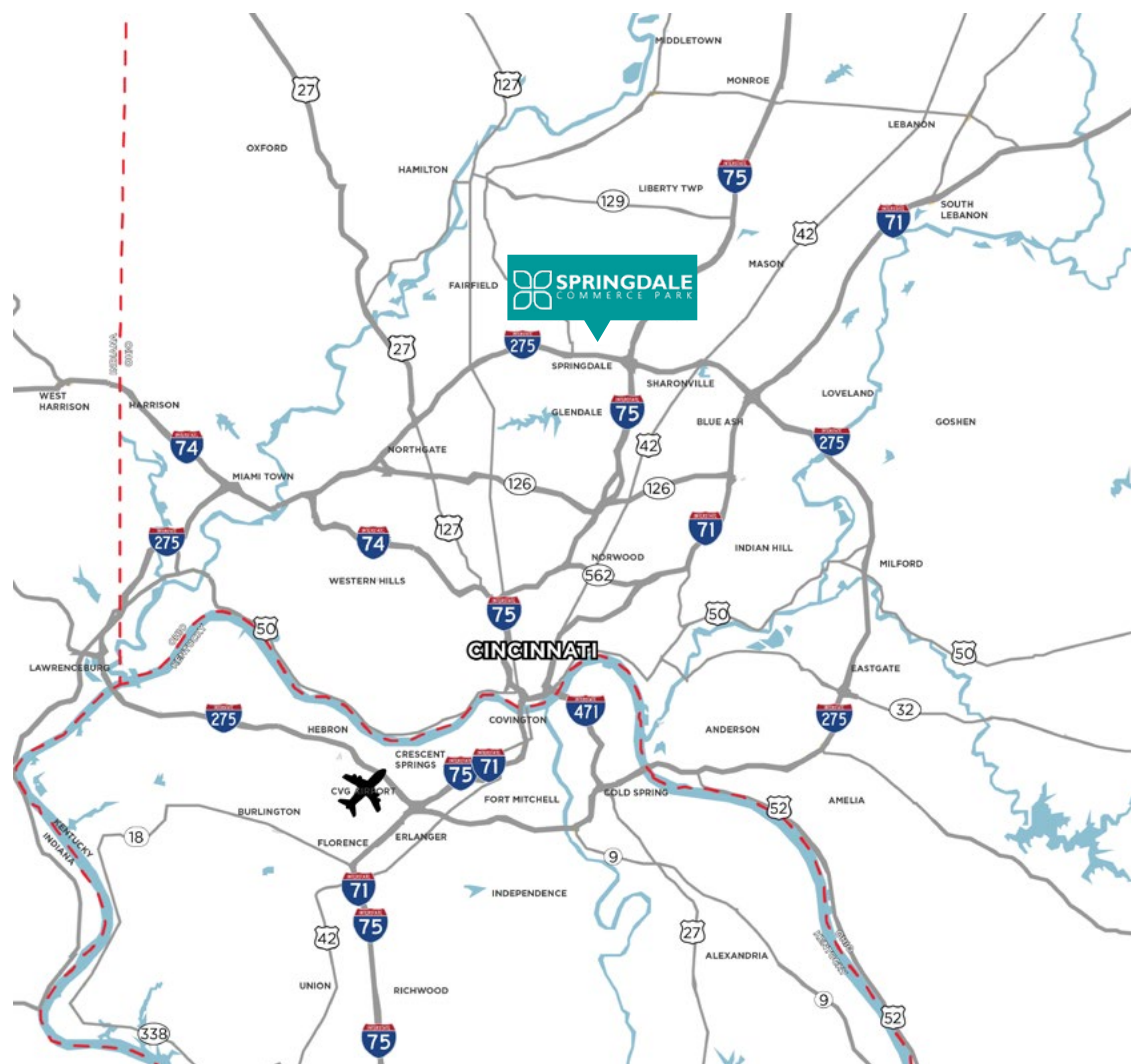 MIDDLETOWN
27
127
MONROE
LEBANON
OXFORD
HAMILTON
75
LIBERTY TWP
129
SOUTH
LEBANON
71
42
MASON
SPRINGDALE
COMMERCE PARK
FAIRFIELD
INDIANA
OHIO
27
275
SPRINGDALE
SHARONVILLE
WEST
HARRISON
HARRISON
LOVELAND
GLENDALE
75
BLUE ASH
GOSHEN
74
NORTHGATE
42
275
MIAMI TOWN
126
126
127
71
275
74
INDIAN HILL
NORWOOD
WESTERN HILLS
562
MILFORD
75
50
50
OHIO
KENTUCKY
CINCINNATI
50
LAWRENCEBURG
EASTGATE
275
COVINGTON
471
275
32
HEBRON
ANDERSON
CRESCENT
SPRINGS
75
71
CVG AIRPORT
FORT MITCHELL
COLD SPRING
AMELIA
BURLINGTON
52
18
KENTUCKY
INDIANA
FLORENCE
ERLANGER
9
71
INDEPENDENCE
75
42
27
OHIO
KENTUCKY
ALEXANDRIA
UNION
RICHWOOD
9
52
338
75